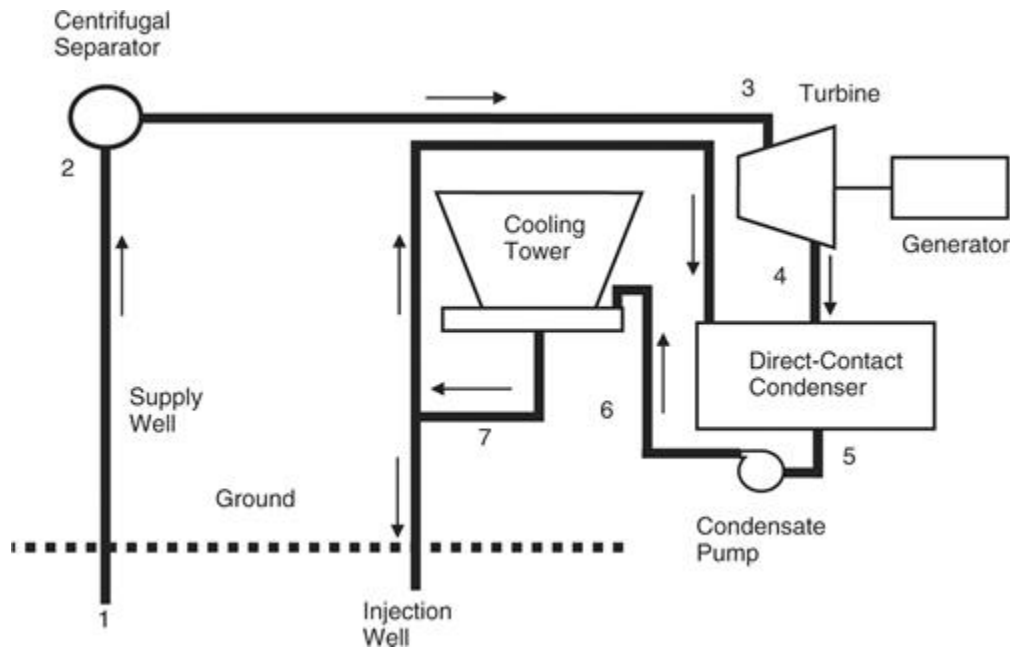 Centrifugal
Separator
3
Turbine
2
Cooling
Tower
Generator
4
Supply
Well
Direct-Contact
Condenser
6
7
5
Ground
Condensate
Pump
1
Injection
Well